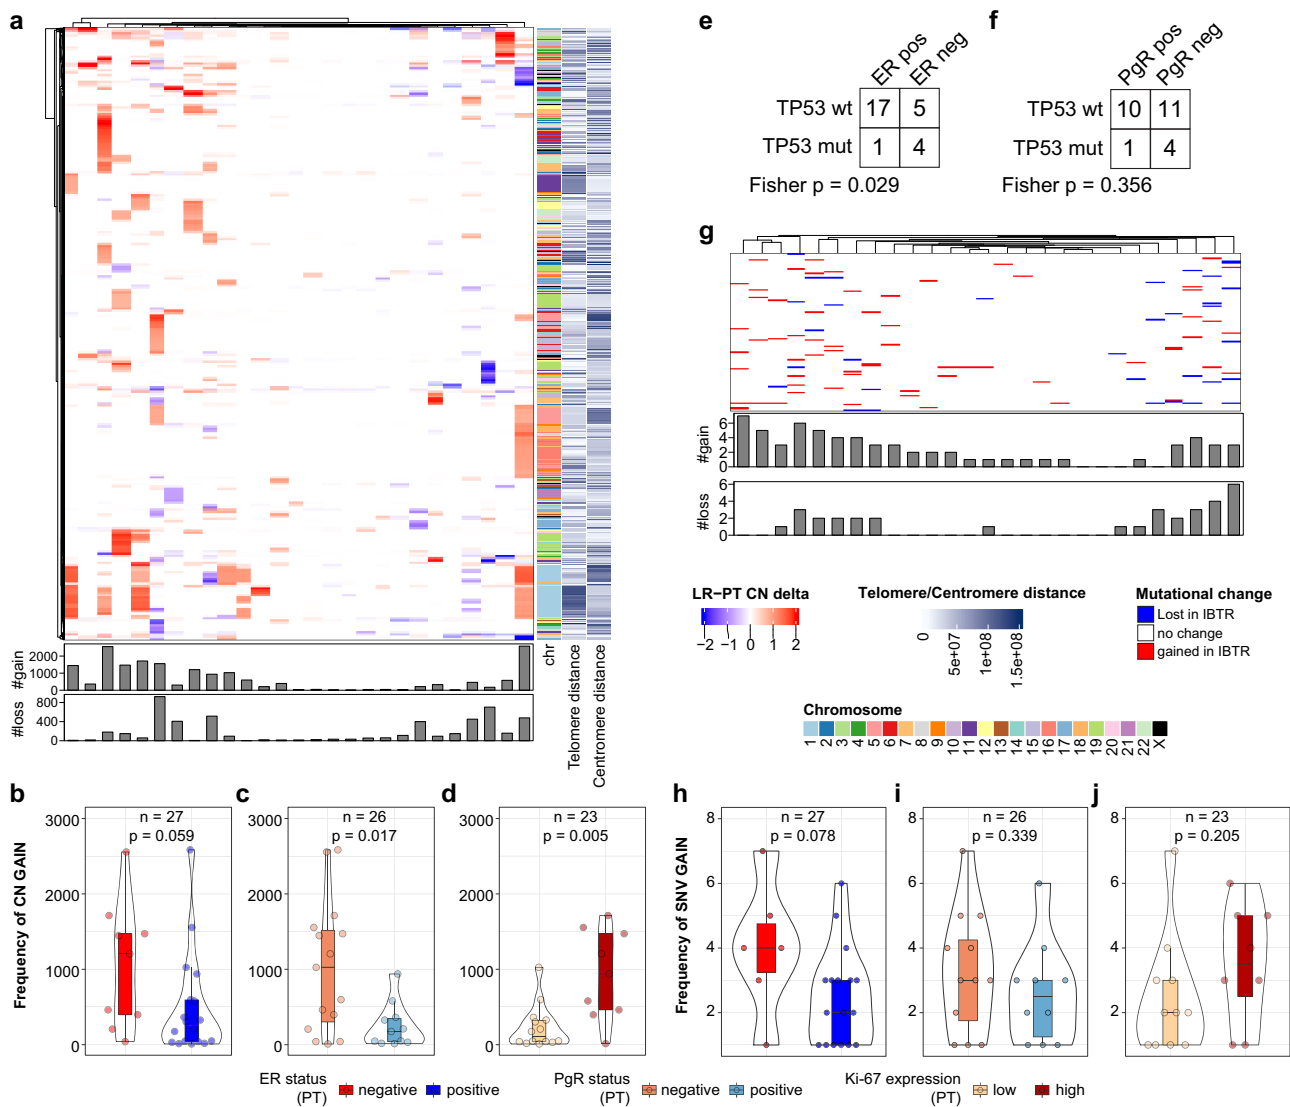 a
#gain
2000
1000
0
#loss
800
400
0
chr
Telomere distance
Centromere distance
e
ER pos
ER neg
TP53 wt 17 5
TP53 mut 1 4
Fisher p = 0.029
f
PgR pos
PgR neg
TP53 wt 10 11
TP53 mut 1 4
Fisher p = 0.356
g
#gain
6
4
2
0
#loss
6
4
2
0
LR−PT CN delta
−2 −1 0 1 2
Telomere/Centromere distance
0
5e+07
1e+08
1.5e+08
Mutational change
Lost in IBTR
no change
gained in IBTR
Chromosome
1 2 3 4 5 6 7 8 9 10 11 12 13 14 15 16 17 18 19 20 21 22 X
b
Frequency of CN GAIN
3000
2000
1000
0
n = 27
p = 0.059
c
3000
2000
1000
0
n = 26
p = 0.017
d
3000
2000
1000
0
n = 23
p = 0.005
h
Frequency of SNV GAIN
8
6
4
2
n = 27
p = 0.078
i
8
6
4
2
n = 26
p = 0.339
j
8
6
4
2
n = 23
p = 0.205
ER status
(PT)
negative positive
PgR status
(PT)
negative positive
Ki-67 expression
(PT)
low high